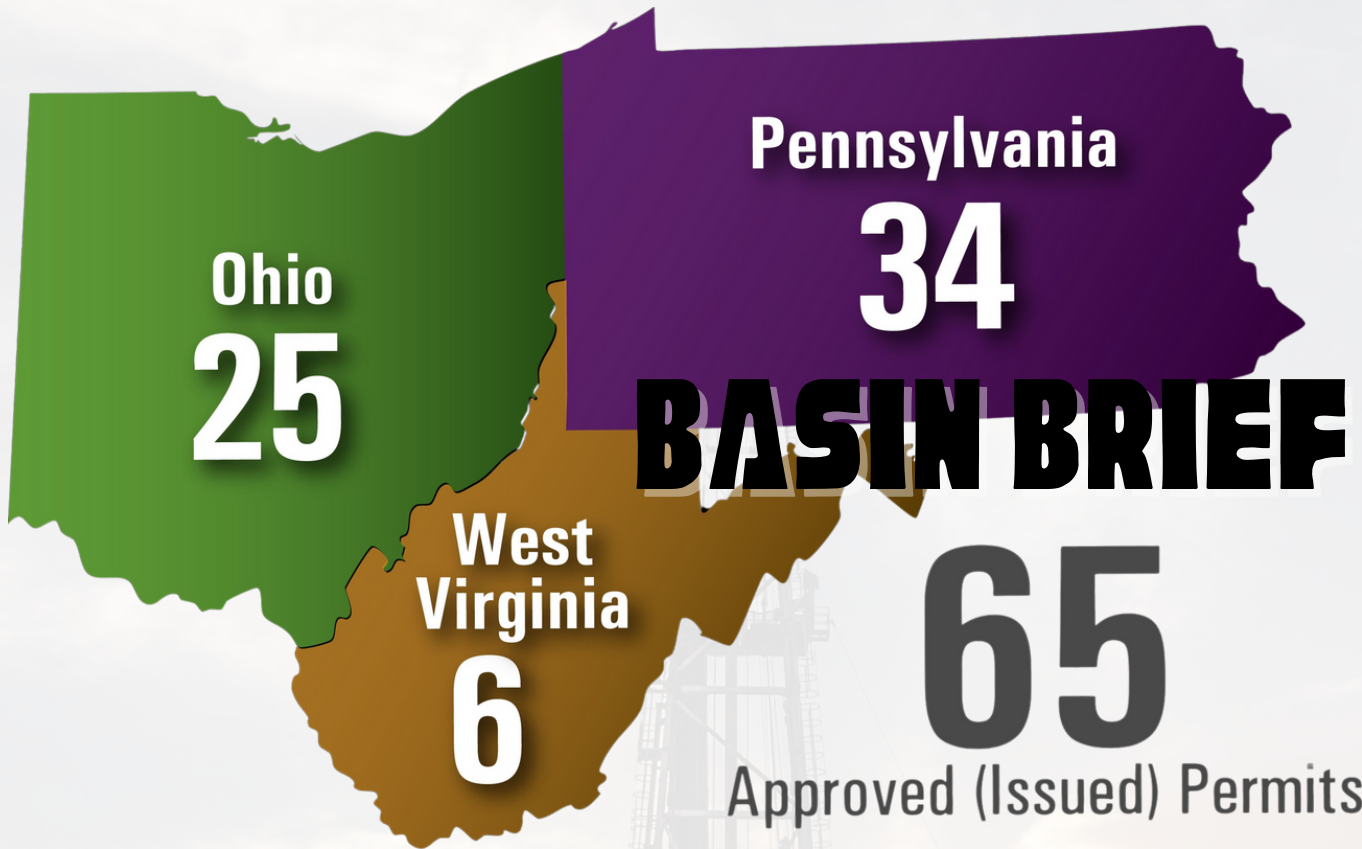 Pennsylvania
34
Ohio
25
BASIN BRIEF
West
Virginia
6
65
Approved (Issued) Permits